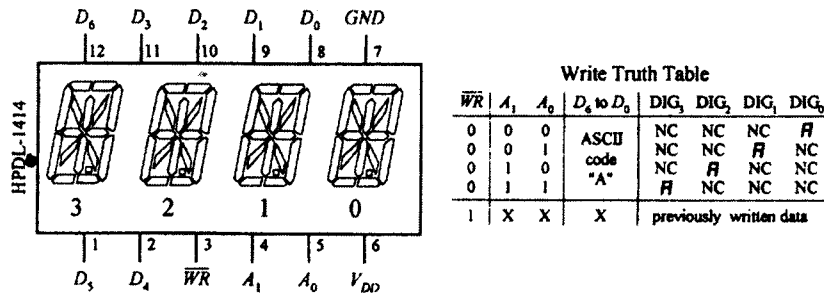 D6 D3 D2 D1 D0 GND
12 11 10 9 8 7
HPDL-1414
3 2 1 0
1 2 3 4 5 6
D5 D4 WR A1 A0 VDD
Write Truth Table
WR A1 A0 D6 to D0 DIG3 DIG2 DIG1 DIG0
0 0 0 ASCII code "A" NC NC NC A
0 0 1 NC NC A NC
0 1 0 NC A NC NC
0 1 1 A NC NC NC
1 X X X previously written data